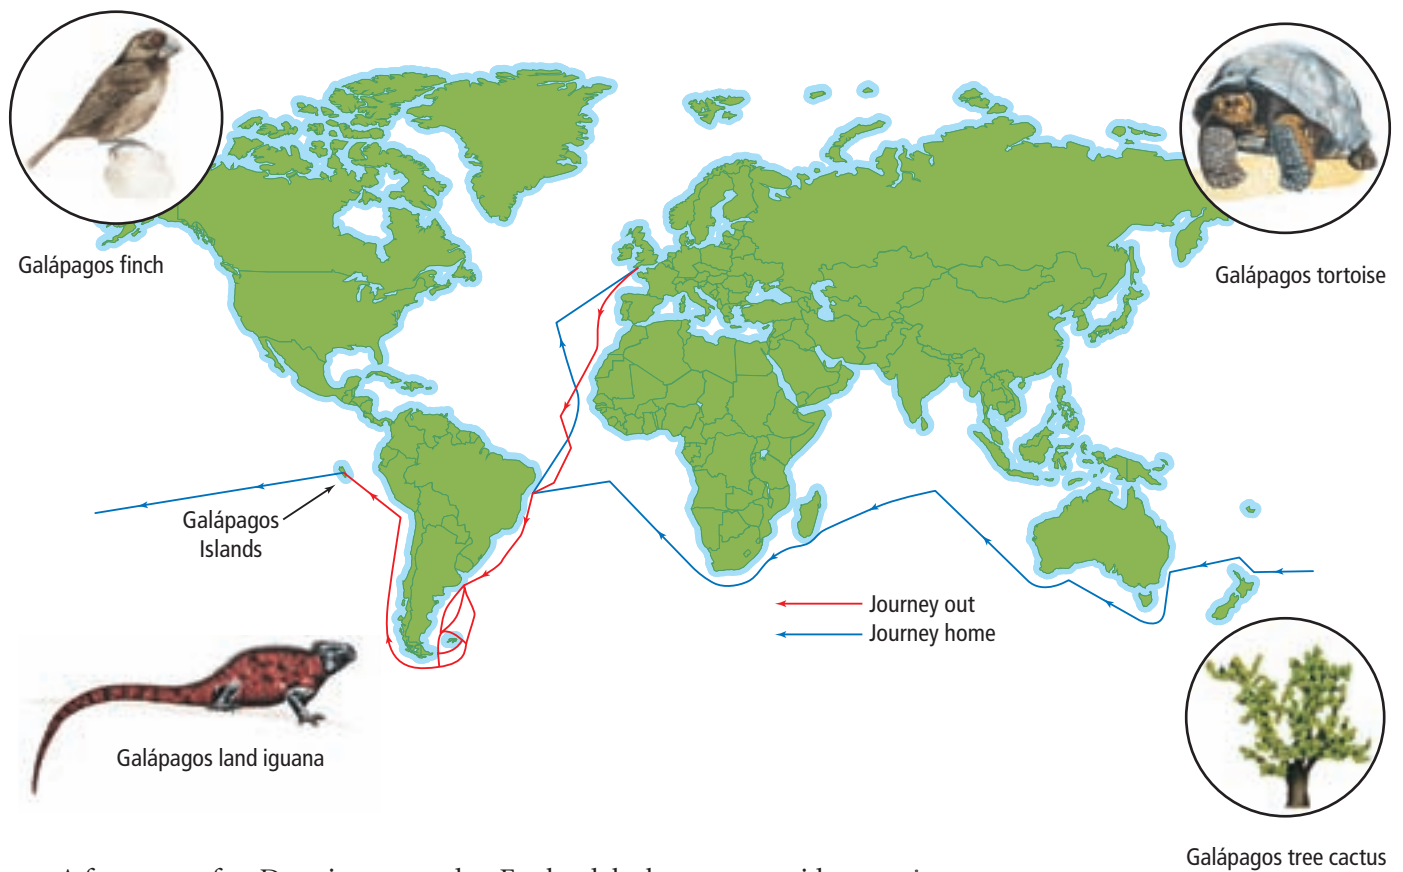 Galápagos finch
Galápagos tortoise
Galápagos
Islands
Journey out
Journey home
Galápagos land iguana
Galápagos tree cactus